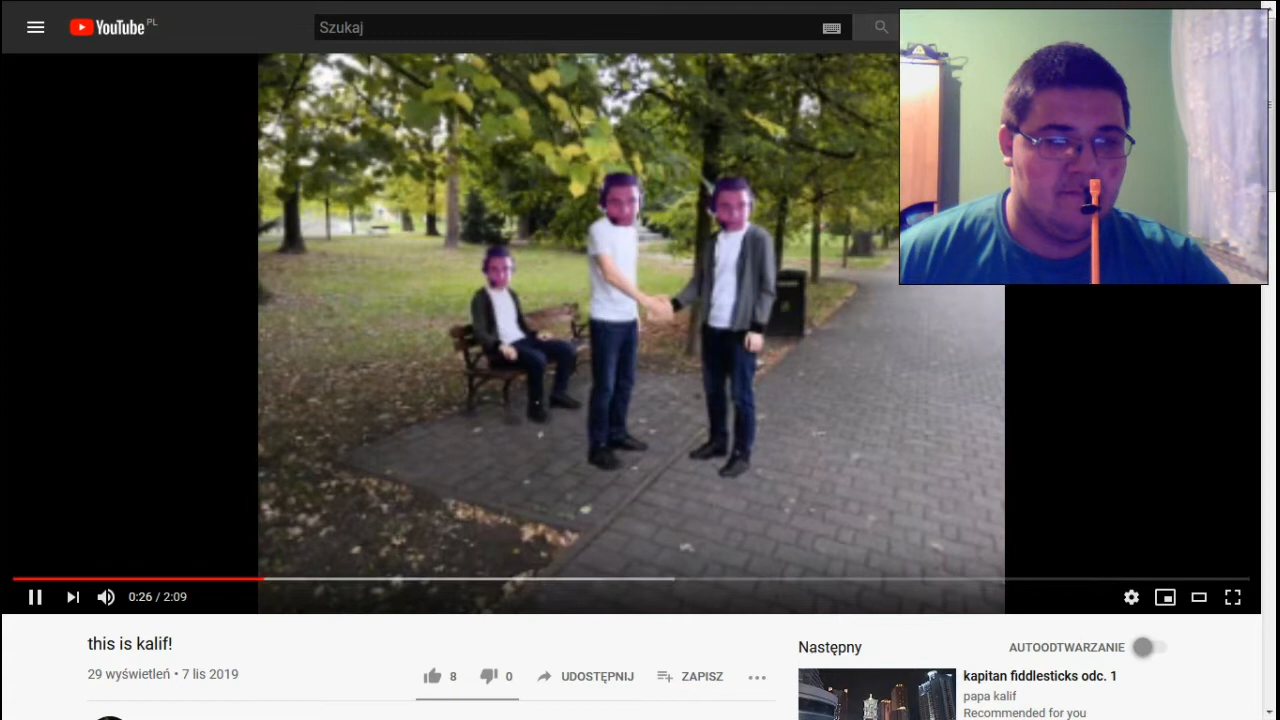 YouTube PL
Szukaj
0:26 / 2:09
this is kalif!
29 wyświetleń • 7 lis 2019
8
0
UDOSTĘPNIJ
ZAPISZ
Następny
AUTOODTWARZANIE
kapitan fiddlesticks odc. 1
papa kalif
Recommended for you